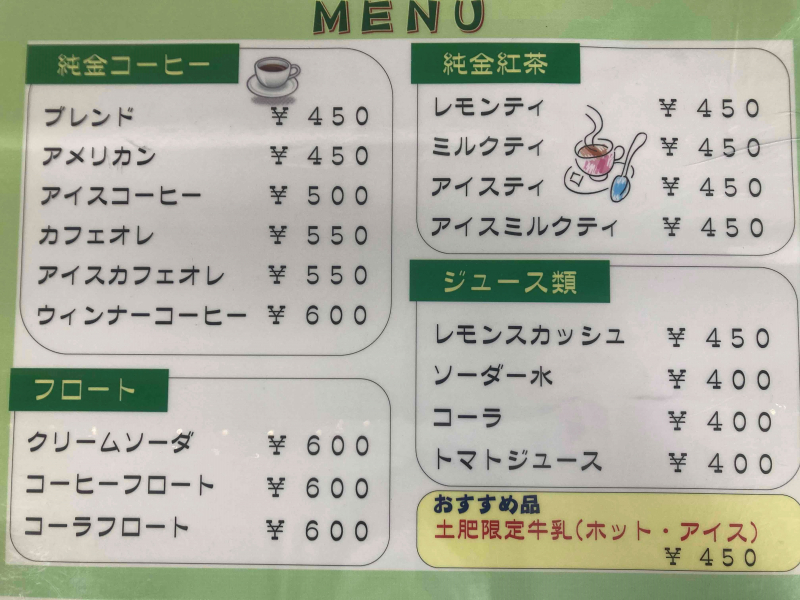 MENU
純金コーヒー
ブレンド ¥ 450
アメリカン ¥ 450
アイスコーヒー ¥ 500
カフェオレ ¥ 550
アイスカフェオレ ¥ 550
ウィンナーコーヒー ¥ 600
フロート
クリームソーダ ¥ 600
コーヒーフロート ¥ 600
コーラフロート ¥ 600
純金紅茶
レモンティ ¥ 450
ミルクティ ¥ 450
アイスティ ¥ 450
アイスミルクティ ¥ 450
ジュース類
レモンスカッシュ ¥ 450
ソーダー水 ¥ 400
コーラ ¥ 400
トマトジュース ¥ 400
おすすめ品
土肥限定牛乳(ホット・アイス)
¥ 450